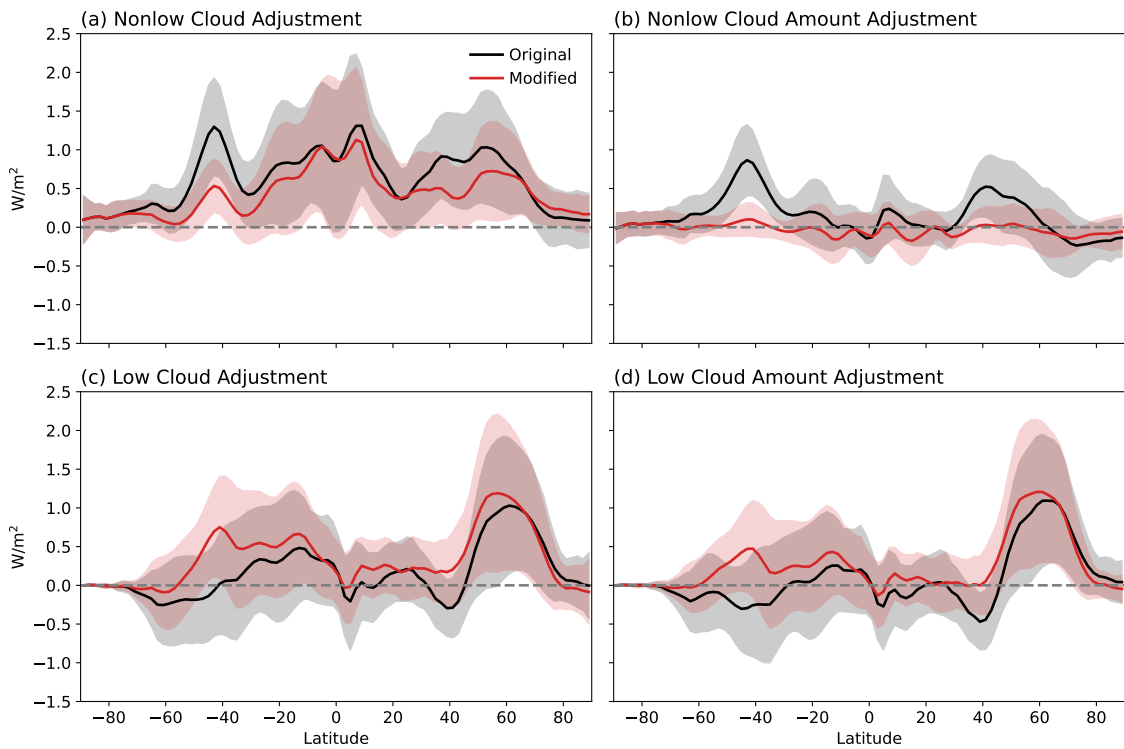 (a) Nonlow Cloud Adjustment
(b) Nonlow Cloud Amount Adjustment
2.5
2.0
1.5
1.0
0.5
0.0
−0.5
−1.0
−1.5
W/m²
Original
Modified
(c) Low Cloud Adjustment
(d) Low Cloud Amount Adjustment
2.5
2.0
1.5
1.0
0.5
0.0
−0.5
−1.0
−1.5
W/m²
−80 −60 −40 −20 0 20 40 60 80
−80 −60 −40 −20 0 20 40 60 80
Latitude
Latitude